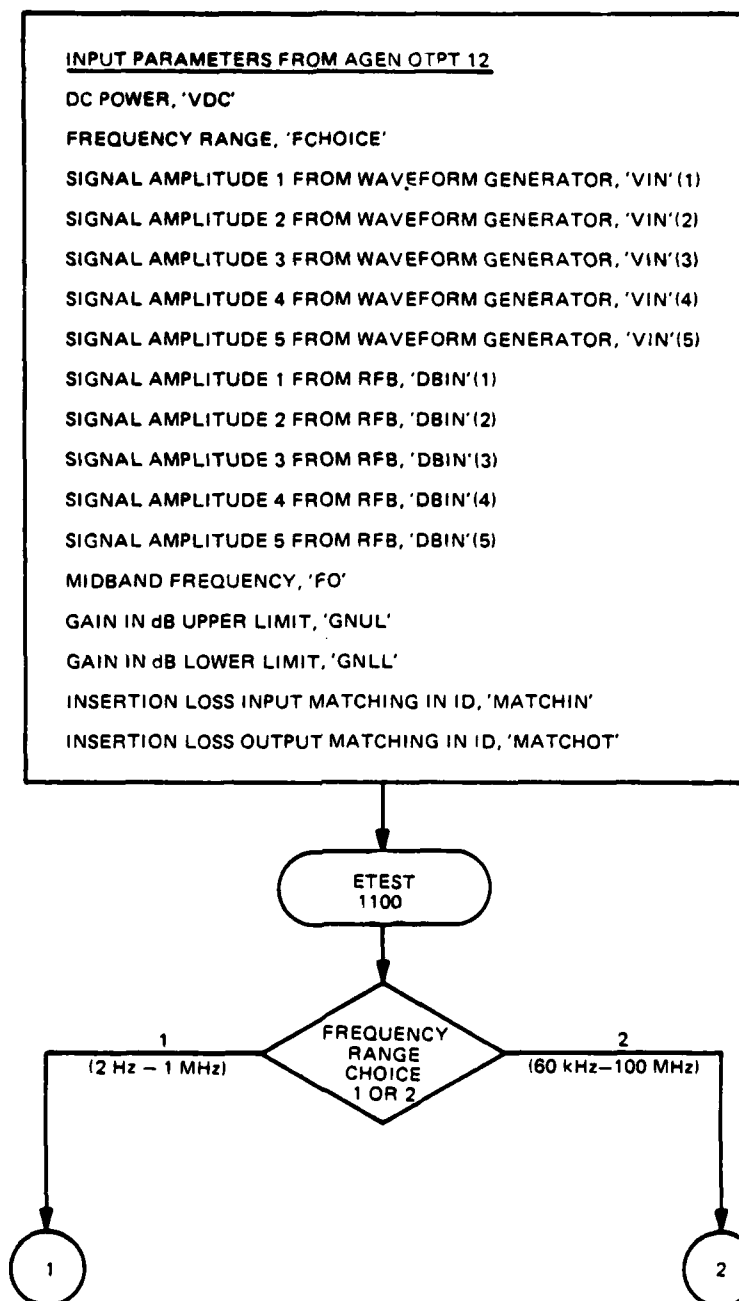 INPUT PARAMETERS FROM AGEN OTPT 12
DC POWER, 'VDC'
FREQUENCY RANGE, 'FCHOICE'
SIGNAL AMPLITUDE 1 FROM WAVEFORM GENERATOR, 'VIN'(1)
SIGNAL AMPLITUDE 2 FROM WAVEFORM GENERATOR, 'VIN'(2)
SIGNAL AMPLITUDE 3 FROM WAVEFORM GENERATOR, 'VIN'(3)
SIGNAL AMPLITUDE 4 FROM WAVEFORM GENERATOR, 'VIN'(4)
SIGNAL AMPLITUDE 5 FROM WAVEFORM GENERATOR, 'VIN'(5)
SIGNAL AMPLITUDE 1 FROM RFB, 'DBIN'(1)
SIGNAL AMPLITUDE 2 FROM RFB, 'DBIN'(2)
SIGNAL AMPLITUDE 3 FROM RFB, 'DBIN'(3)
SIGNAL AMPLITUDE 4 FROM RFB, 'DBIN'(4)
SIGNAL AMPLITUDE 5 FROM RFB, 'DBIN'(5)
MIDBAND FREQUENCY, 'FO'
GAIN IN dB UPPER LIMIT, 'GNUL'
GAIN IN dB LOWER LIMIT, 'GNLL'
INSERTION LOSS INPUT MATCHING IN ID, 'MATCHIN'
INSERTION LOSS OUTPUT MATCHING IN ID, 'MATCHOT'
ETEST
1100
FREQUENCY
RANGE
CHOICE
1 OR 2
1
(2 Hz – 1 MHz)
2
(60 kHz–100 MHz)
1
2